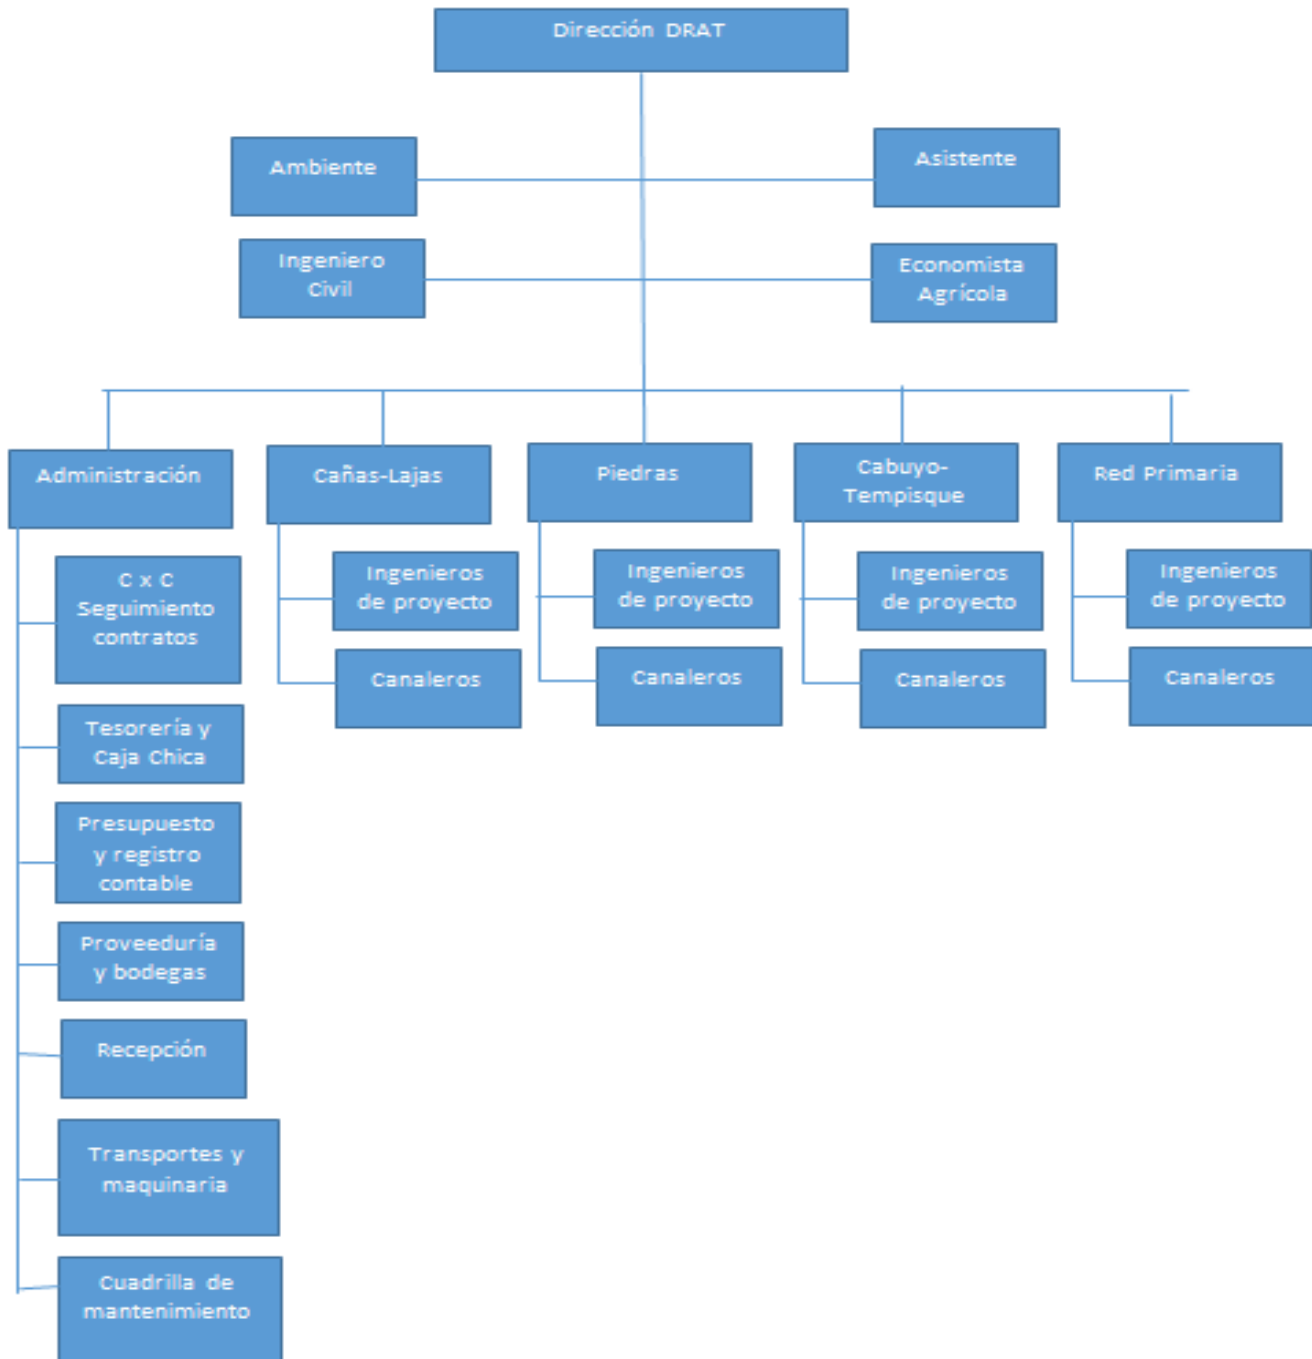 Dirección DRAT
Ambiente
Asistente
Ingeniero
Civil
Economista
Agrícola
Administración
Cañas-Lajas
Piedras
Cabuyo-
Tempisque
Red Primaria
C x C
Seguimiento
contratos
Tesorería y
Caja Chica
Presupuesto
y registro
contable
Proveeduría
y bodegas
Recepción
Transportes y
maquinaria
Cuadrilla de
mantenimiento
Ingenieros
de proyecto
Canaleros
Ingenieros
de proyecto
Canaleros
Ingenieros
de proyecto
Canaleros
Ingenieros
de proyecto
Canaleros